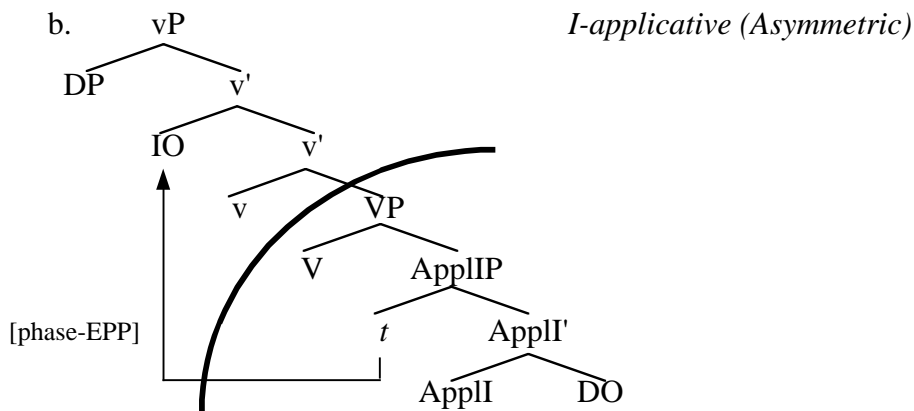 b. vP I-applicative (Asymmetric)
DP v'
IO v'
v VP
V ApplIP
[phase-EPP] t ApplI'
ApplI DO